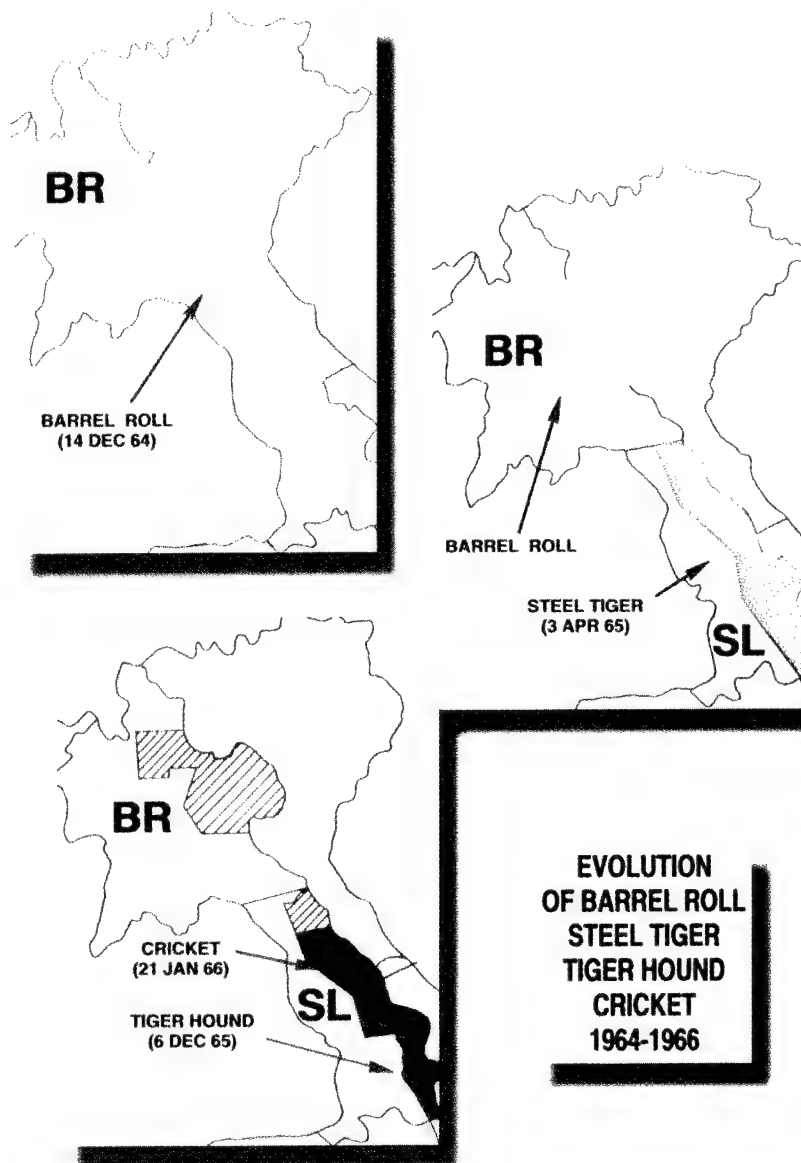 BR
BARREL ROLL
(14 DEC 64)
BR
BARREL ROLL
STEEL TIGER
(3 APR 65)
SL
BR
CRICKET
(21 JAN 66)
SL
TIGER HOUND
(6 DEC 65)
EVOLUTION
OF BARREL ROLL
STEEL TIGER
TIGER HOUND
CRICKET
1964-1966